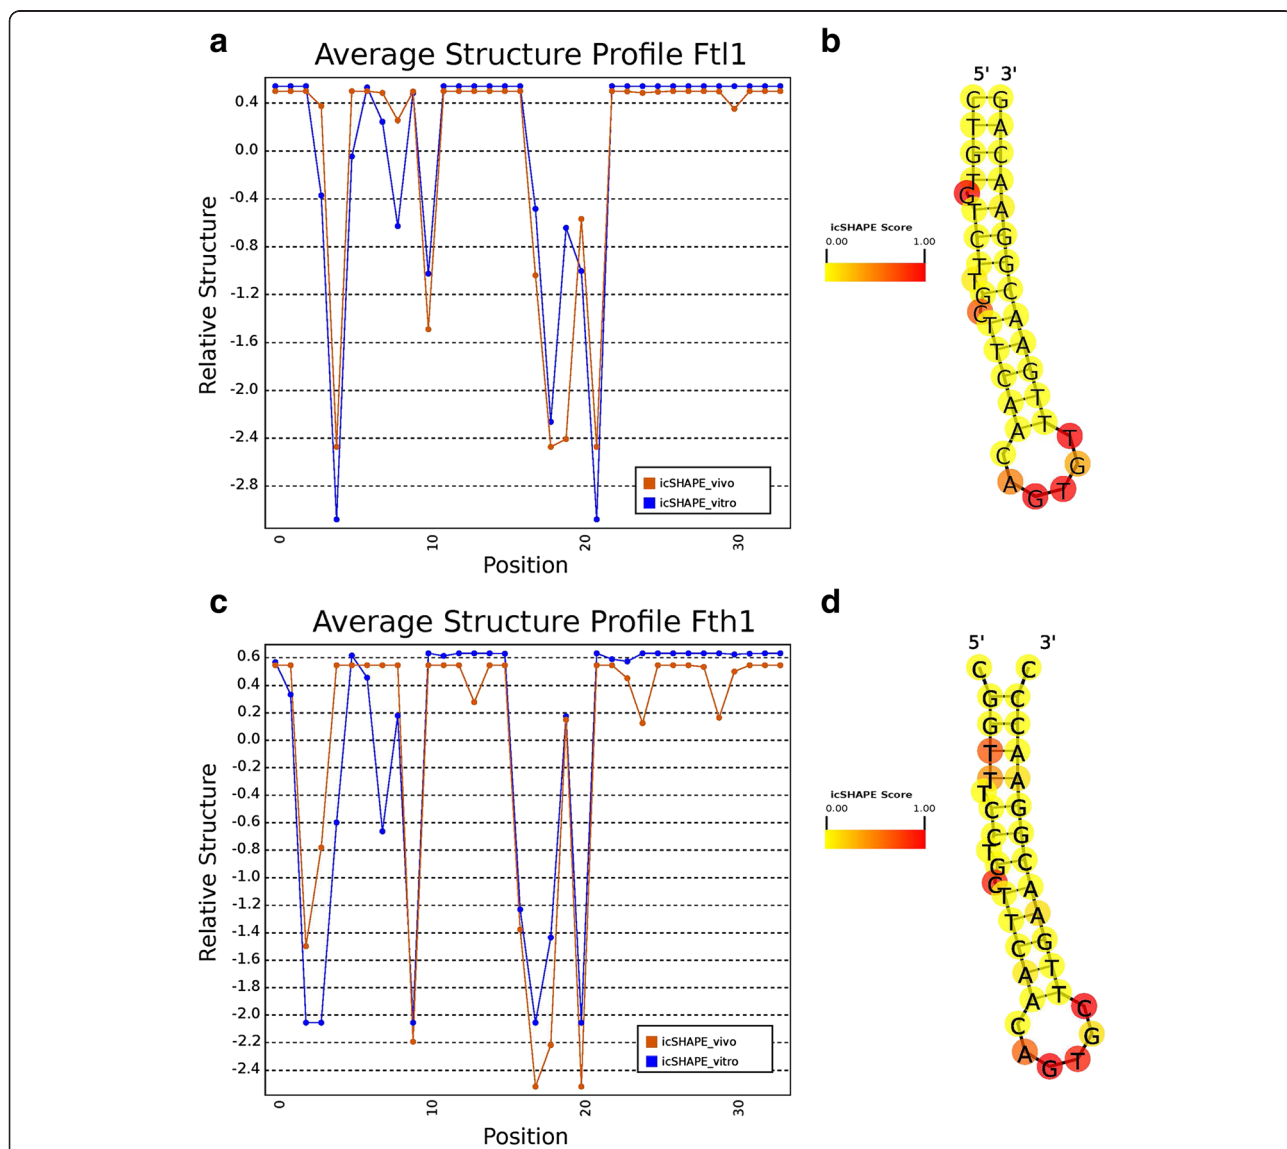 a
Average Structure Profile Ftl1
Relative Structure
0.4
0.0
-0.4
-0.8
-1.2
-1.6
-2.0
-2.4
-2.8
0
10
20
30
Position
icSHAPE_vivo
icSHAPE_vitro
b
5' 3'
C G
T A
G C
T A
G
T A
C G
T G
T
G C
C
T A
T A
C G
A T
A T
C T
A G
G T
icSHAPE Score
0.00 1.00
c
Average Structure Profile Fth1
Relative Structure
0.6
0.4
0.2
0.0
-0.2
-0.4
-0.6
-0.8
-1.0
-1.2
-1.4
-1.6
-1.8
-2.0
-2.2
-2.4
0
10
20
30
Position
icSHAPE_vivo
icSHAPE_vitro
d
5' 3'
C C
G C
G C
T A
T A
T
C G
C G
T
G C
C
T A
T A
C G
A T
A T
C C
A G
G T
icSHAPE Score
0.00 1.00